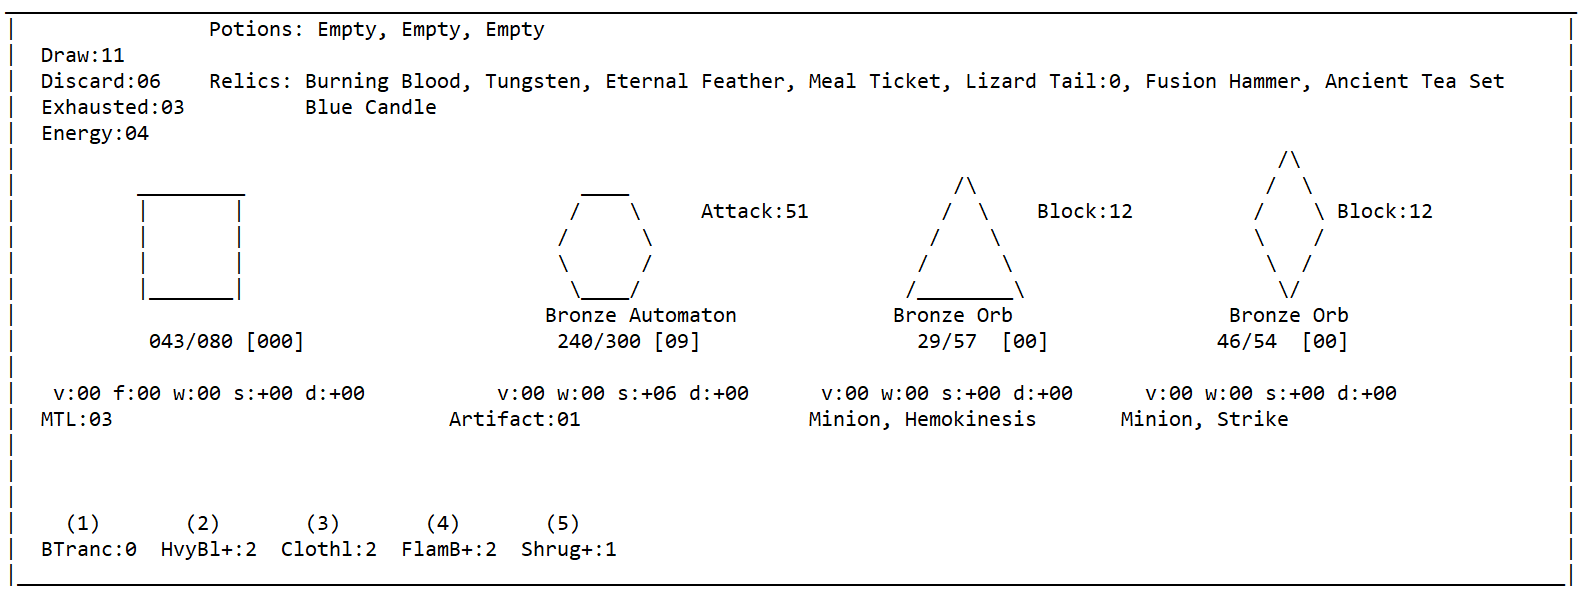 Potions: Empty, Empty, Empty
Draw:11
Discard:06 Relics: Burning Blood, Tungsten, Eternal Feather, Meal Ticket, Lizard Tail:0, Fusion Hammer, Ancient Tea Set
Exhausted:03 Blue Candle
Energy:04
Attack:51 Block:12 Block:12
Bronze Automaton Bronze Orb Bronze Orb
043/080 [000] 240/300 [09] 29/57 [00] 46/54 [00]
v:00 f:00 w:00 s:+00 d:+00 v:00 w:00 s:+06 d:+00 v:00 w:00 s:+00 d:+00 v:00 w:00 s:+00 d:+00
MTL:03 Artifact:01 Minion, Hemokinesis Minion, Strike
(1) (2) (3) (4) (5)
BTranc:0 HvyBl+:2 Clothl:2 FlamB+:2 Shrug+:1